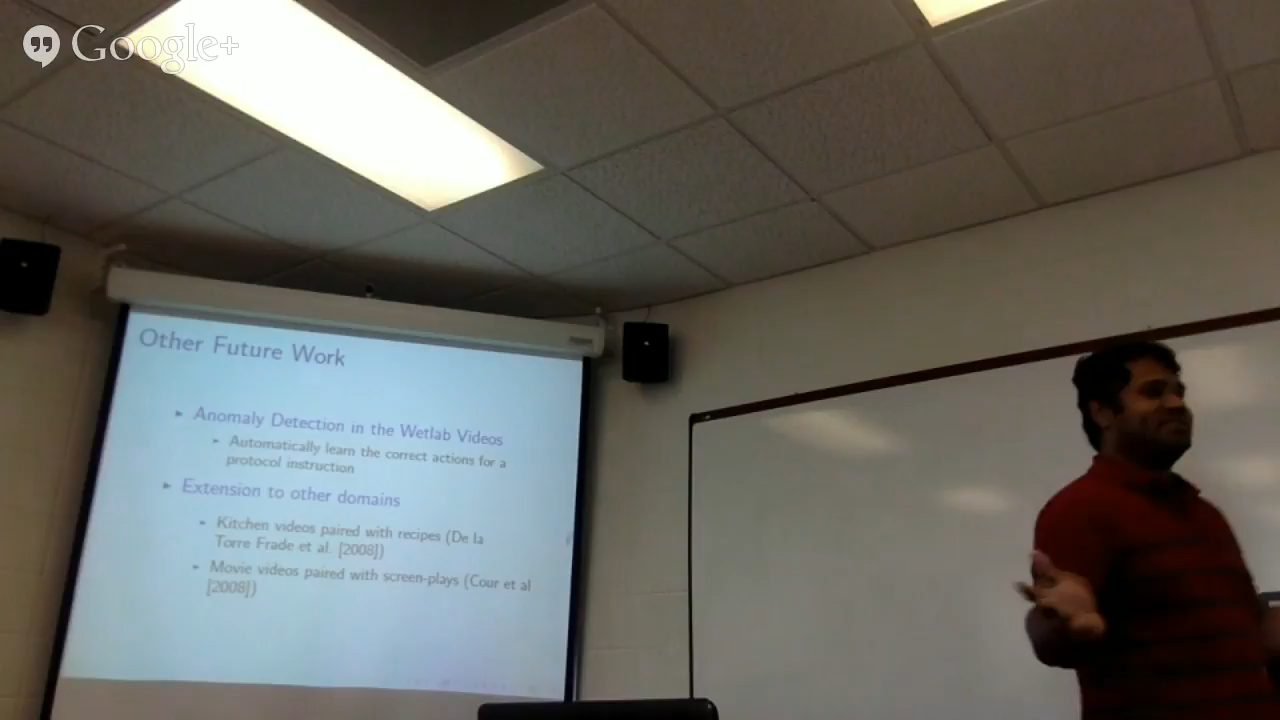 Google+
Other Future Work
Anomaly Detection in the Wetlab Videos
Automatically learn the correct actions for a
protocol instruction
Extension to other domains
Kitchen videos paired with recipes (De la
Torre Frade et al. [2008])
Movie videos paired with screen-plays (Cour et al
[2008])